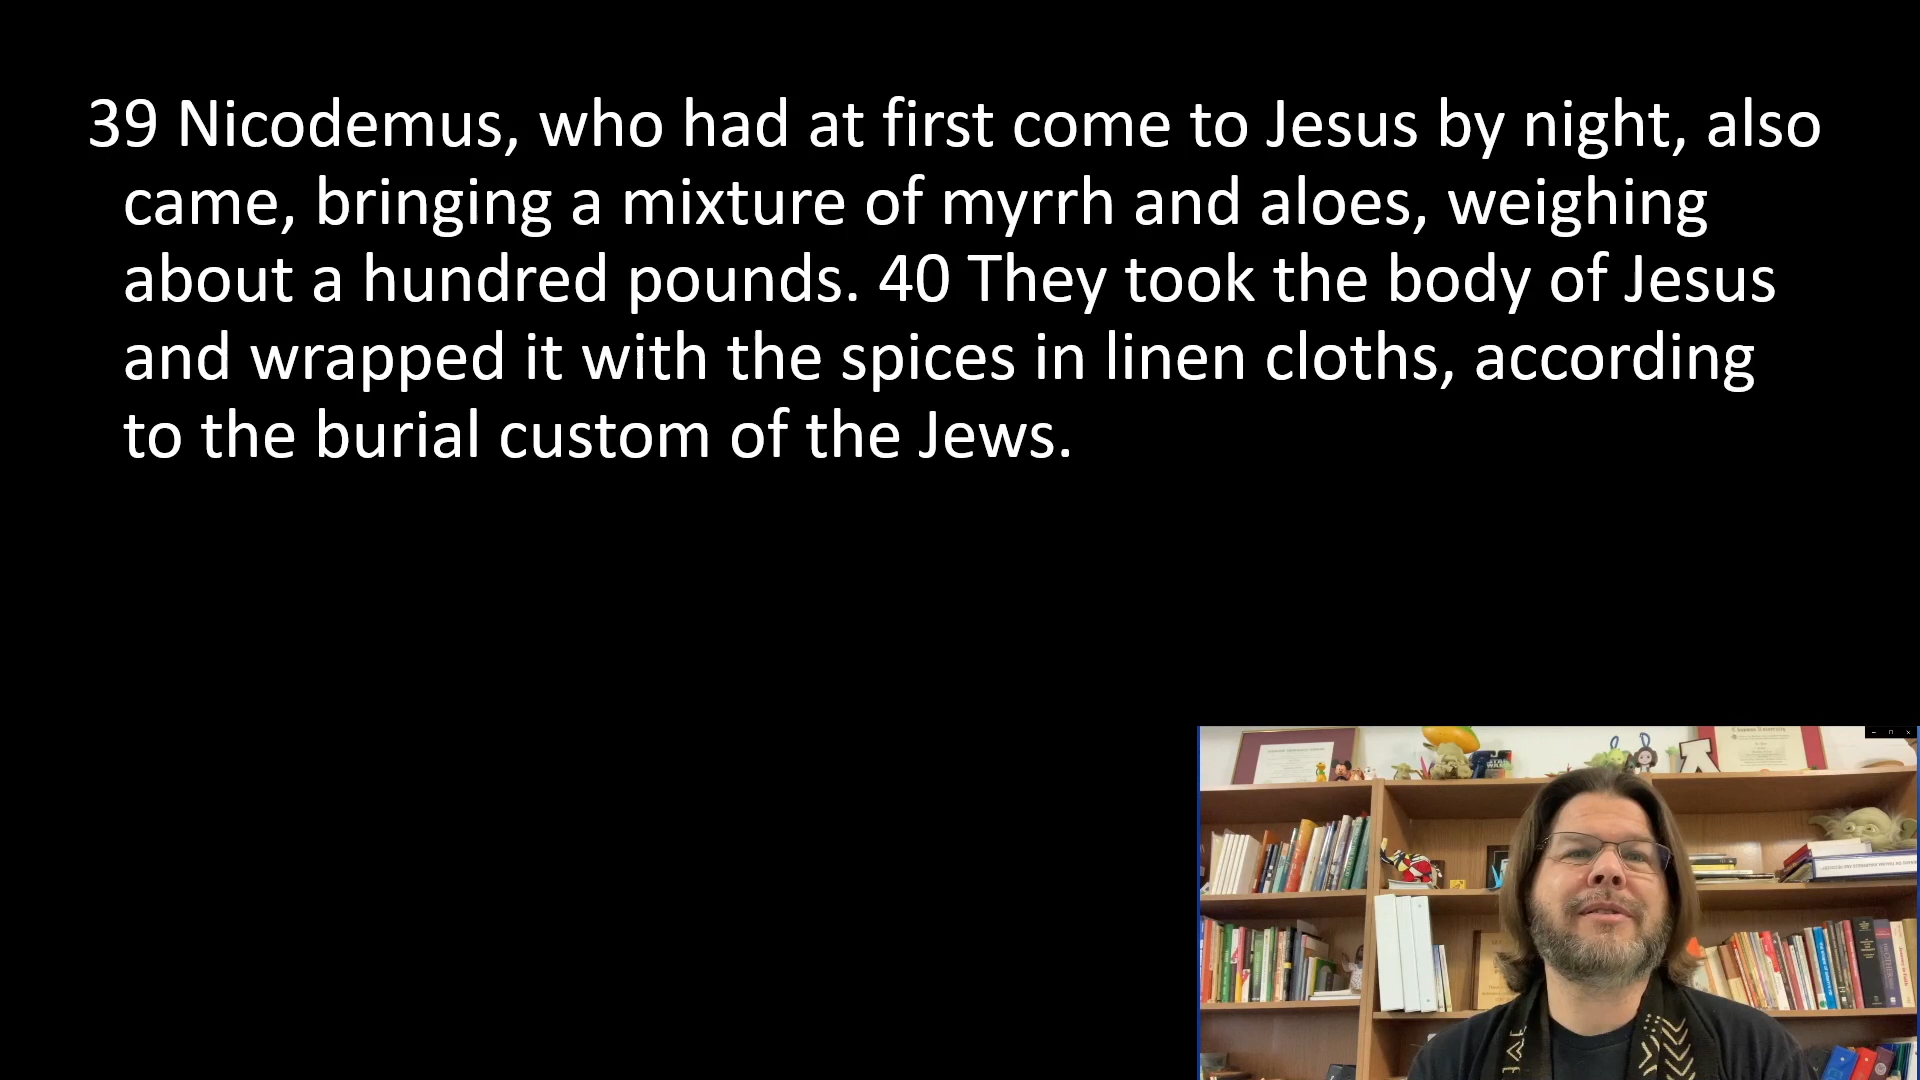 39 Nicodemus, who had at first come to Jesus by night, also
came, bringing a mixture of myrrh and aloes, weighing
about a hundred pounds. 40 They took the body of Jesus
and wrapped it with the spices in linen cloths, according
to the burial custom of the Jews.
STAR
WARS